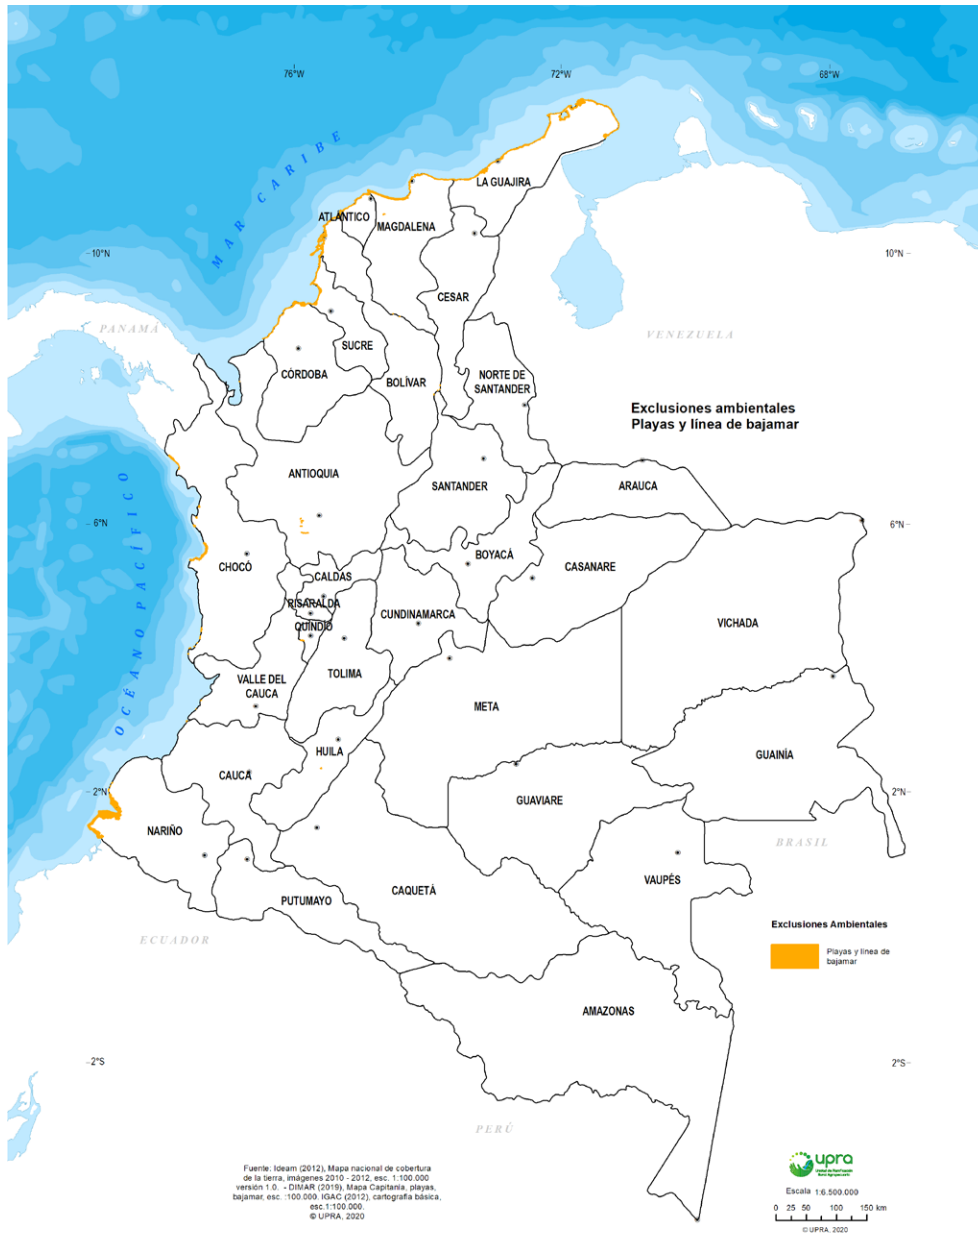 76°W
72°W
68°W
MAR CARIBE
LA GUAJIRA
ATLÁNTICO
MAGDALENA
10°N
10°N
CESAR
PANAMÁ
VENEZUELA
SUCRE
CÓRDOBA
BOLÍVAR
NORTE DE
SANTANDER
Exclusiones ambientales
Playas y línea de bajamar
ANTIOQUIA
SANTANDER
ARAUCA
OCÉANO PACÍFICO
6°N
6°N
BOYACÁ
CHOCÓ
CASANARE
CALDAS
RISARALDA
CUNDINAMARCA
QUINDÍO
VICHADA
VALLE DEL
CAUCA
TOLIMA
META
HUILA
GUAINÍA
CAUCA
2°N
2°N
GUAVIARE
NARIÑO
BRASIL
VAUPÉS
CAQUETÁ
PUTUMAYO
ECUADOR
Exclusiones Ambientales
Playas y línea de
bajamar
AMAZONAS
2°S
2°S
PERÚ
Fuente: Ideam (2012), Mapa nacional de cobertura
de la tierra, imágenes 2010 - 2012, esc. 1:100.000
versión 1.0. - DIMAR (2019), Mapa Capitanía, playas,
bajamar, esc. :100.000. IGAC (2012), cartografía básica,
esc.1:100.000.
© UPRA, 2020
upra
Escala 1:6.500.000
0 25 50 100 150 km
© UPRA, 2020